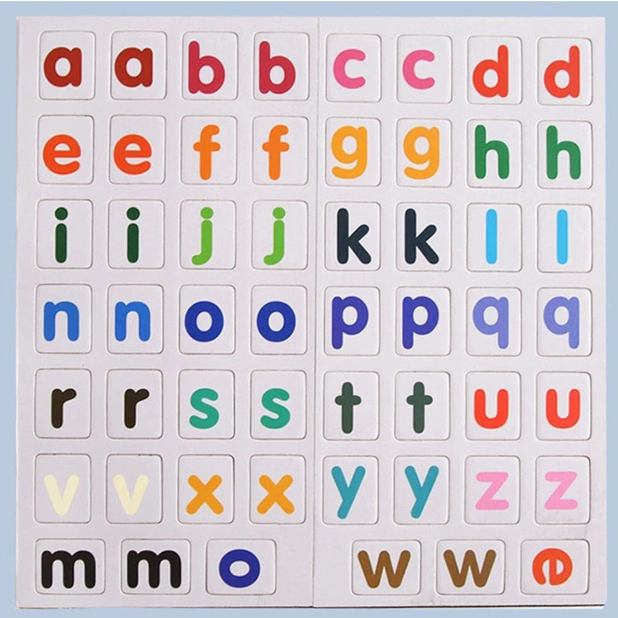 a a b b c c d d
e e f f g g h h
i i j j k k l l
n n o o p p q q
r r s s t t u u
v v x x y y z z
m m o w w e